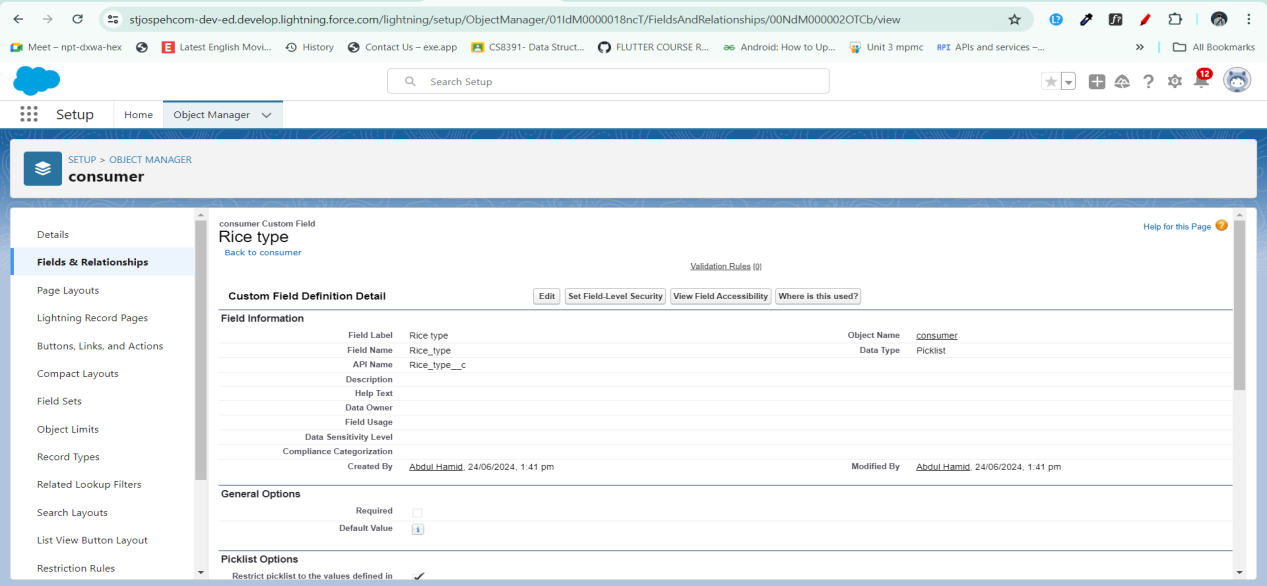 stjospehcom-dev-ed.develop.lightning.force.com/lightning/setup/ObjectManager/01IdM0000018ncT/FieldsAndRelationships/00NdM000002OTCb/view
Meet – npt-dxwa-hex
Latest English Movi...
History
Contact Us – exe.app
CS8391- Data Struct...
FLUTTER COURSE R...
Android: How to Up...
Unit 3 mpmc
API APIs and services –...
»
All Bookmarks
Search Setup
12
Setup
Home
Object Manager
SETUP > OBJECT MANAGER
consumer
Details
Fields & Relationships
Page Layouts
Lightning Record Pages
Buttons, Links, and Actions
Compact Layouts
Field Sets
Object Limits
Record Types
Related Lookup Filters
Search Layouts
List View Button Layout
Restriction Rules
consumer Custom Field
Rice type
Back to consumer
Help for this Page ?
Validation Rules [0]
Custom Field Definition Detail
Edit
Set Field-Level Security
View Field Accessibility
Where is this used?
Field Information
Field Label Rice type Object Name consumer
Field Name Rice_type Data Type Picklist
API Name Rice_type__c
Description
Help Text
Data Owner
Field Usage
Data Sensitivity Level
Compliance Categorization
Created By Abdul Hamid, 24/06/2024, 1:41 pm Modified By Abdul Hamid, 24/06/2024, 1:41 pm
General Options
Required
Default Value i
Picklist Options
Restrict picklist to the values defined in